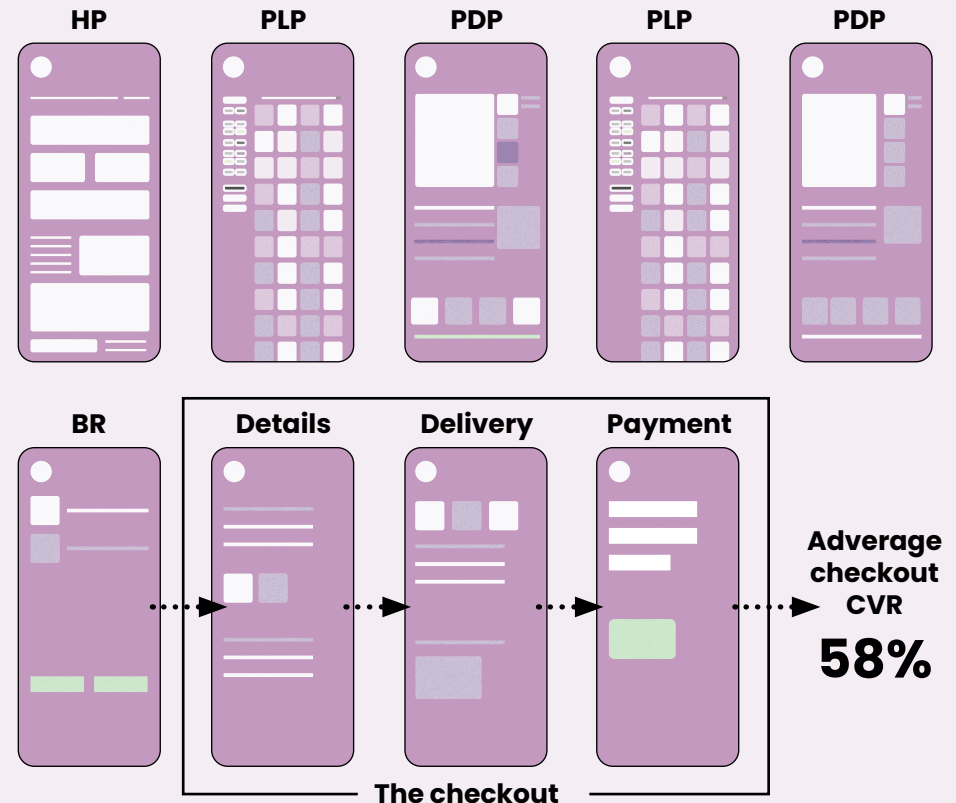 HP PLP PDP PLP PDP
BR Details Delivery Payment
Adverage
checkout
CVR
58%
The checkout